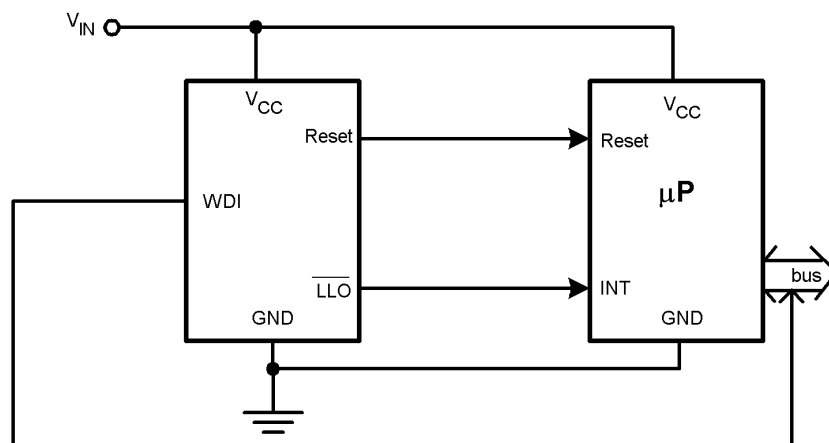 VIN
VCC
Reset
WDI
LLO
GND
VCC
Reset
μP
INT
GND
bus